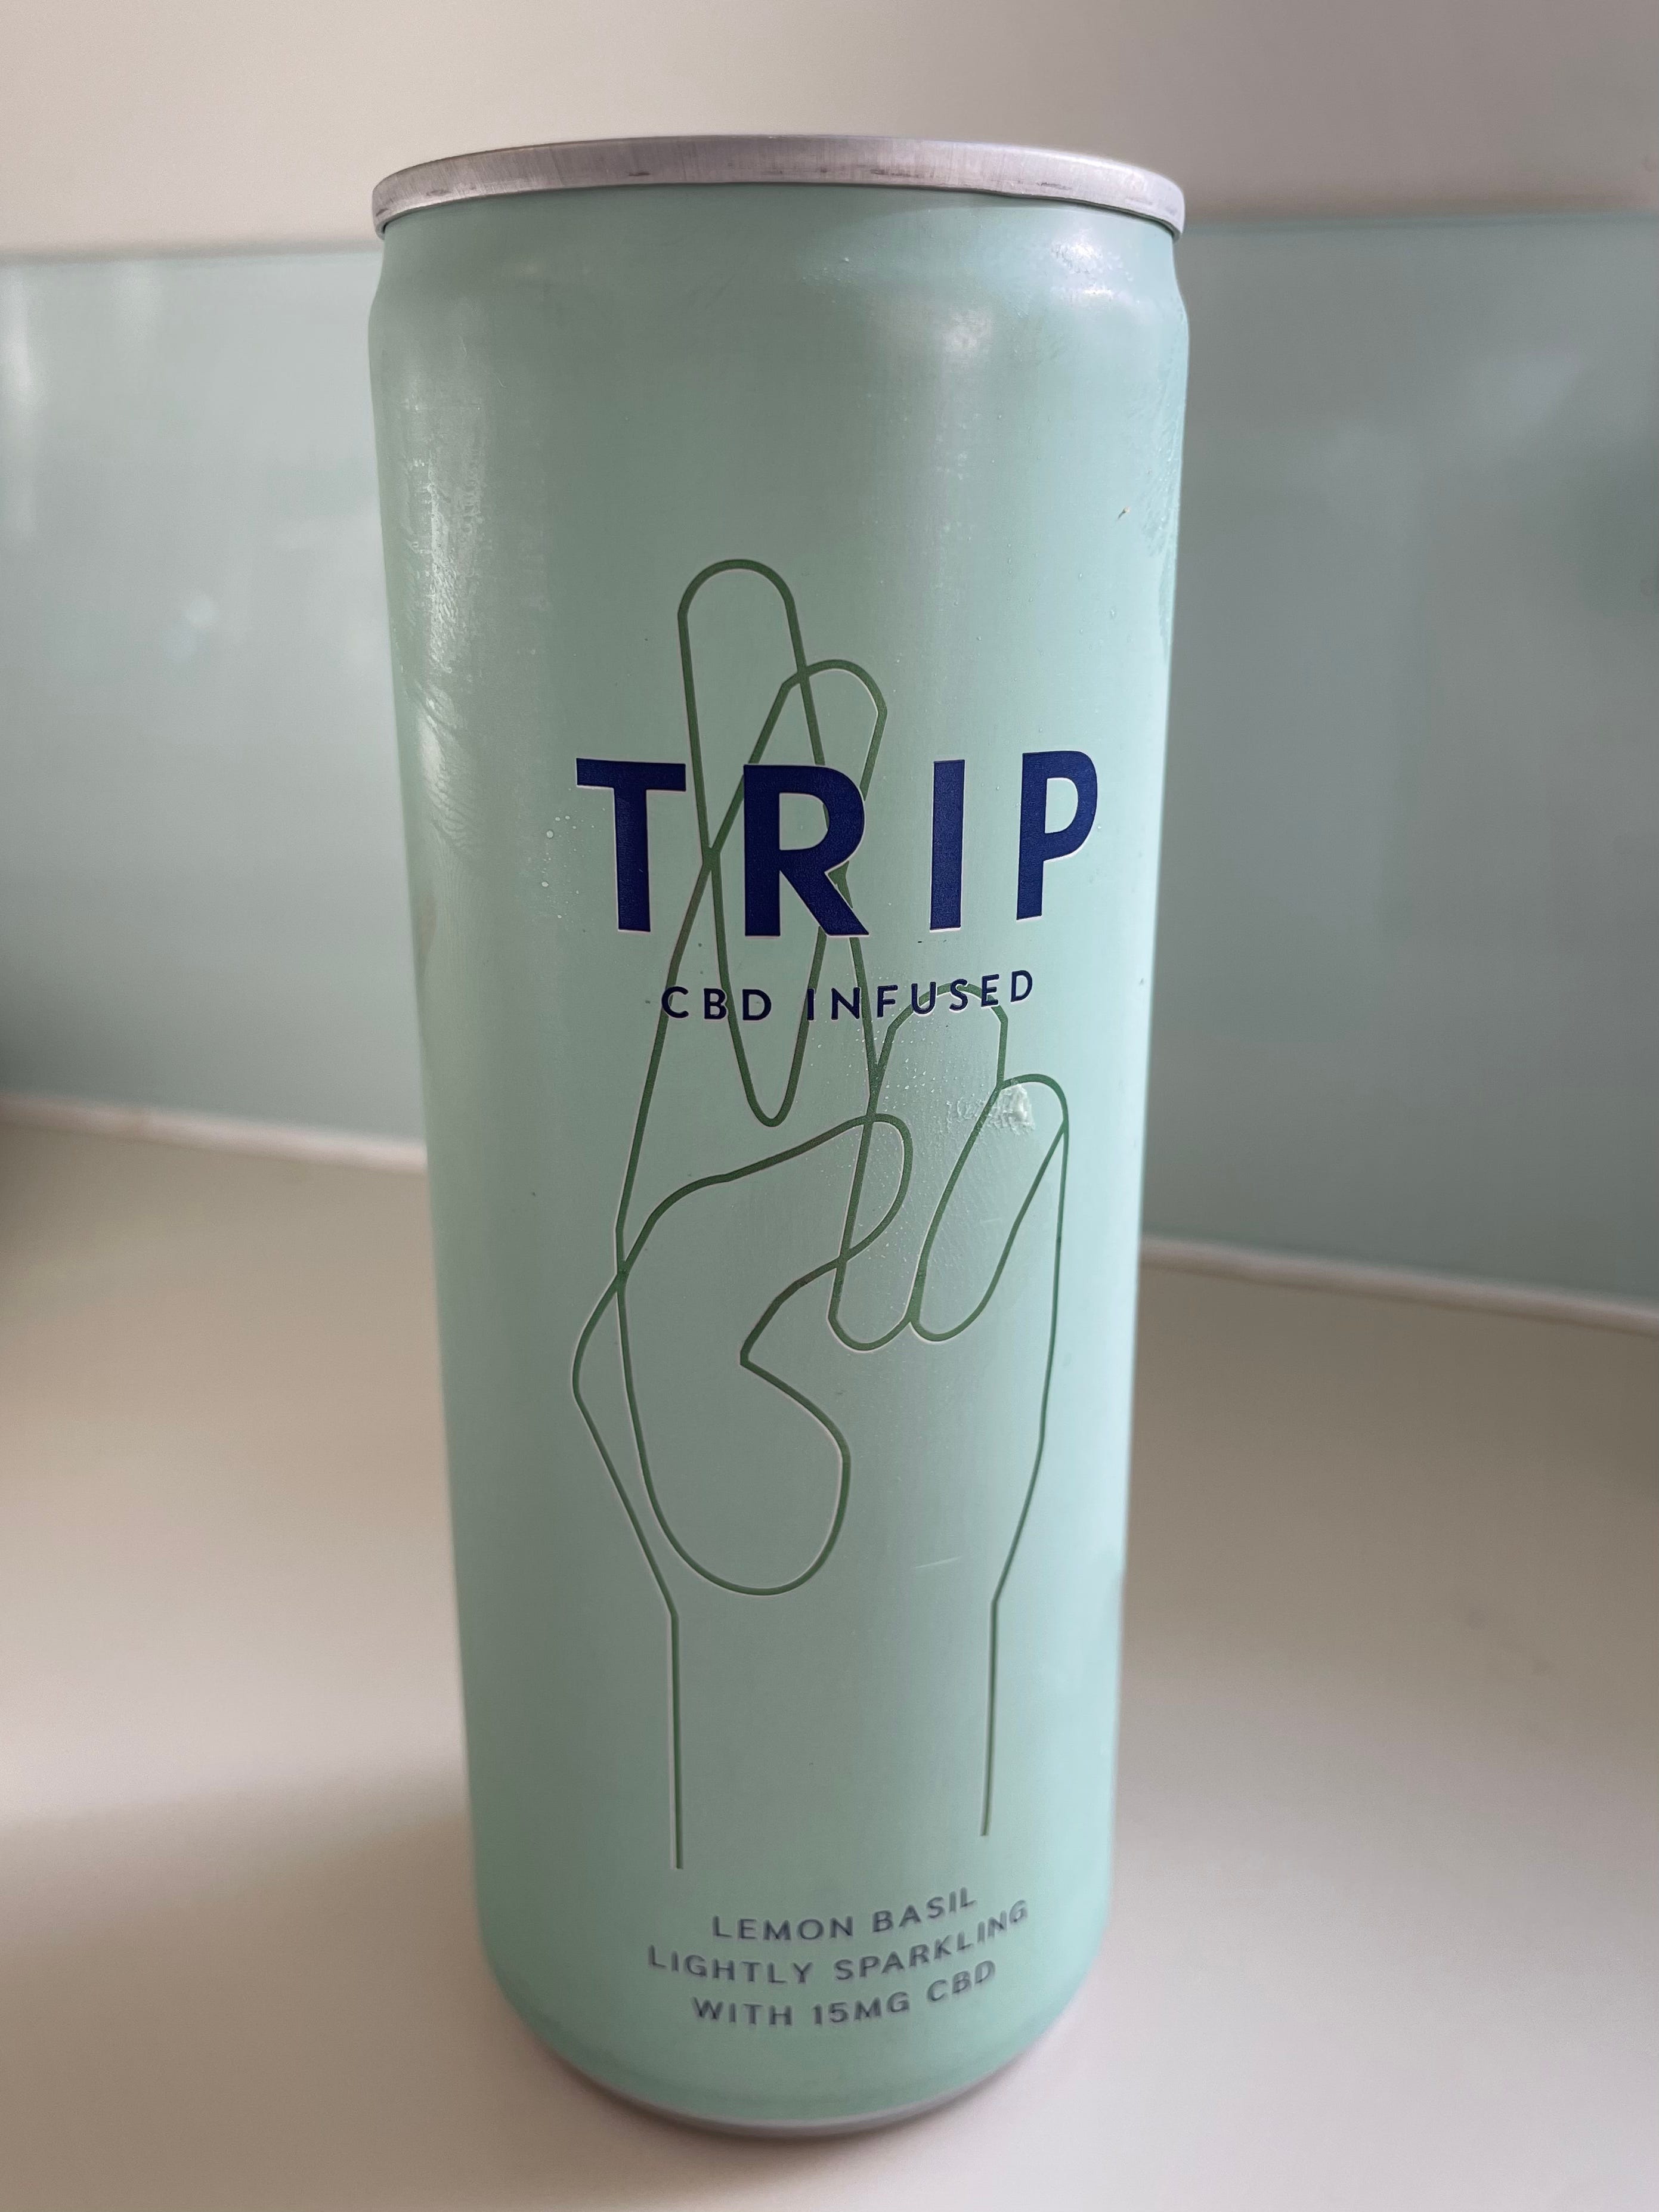 TRIP
CBD INFUSED
LEMON BASIL
LIGHTLY SPARKLING
WITH 15MG CBD